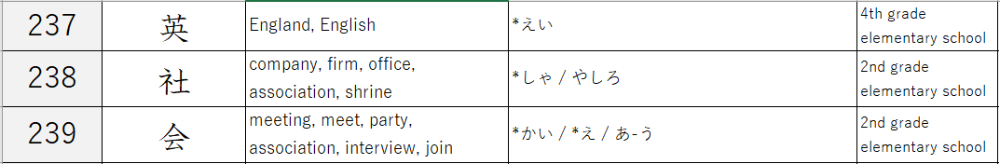 237 英 England, English *えい 4th grade
elementary school
238 社 company, firm, office,
association, shrine *しゃ / やしろ 2nd grade
elementary school
239 会 meeting, meet, party,
association, interview, join *かい / *え / あ-う 2nd grade
elementary school